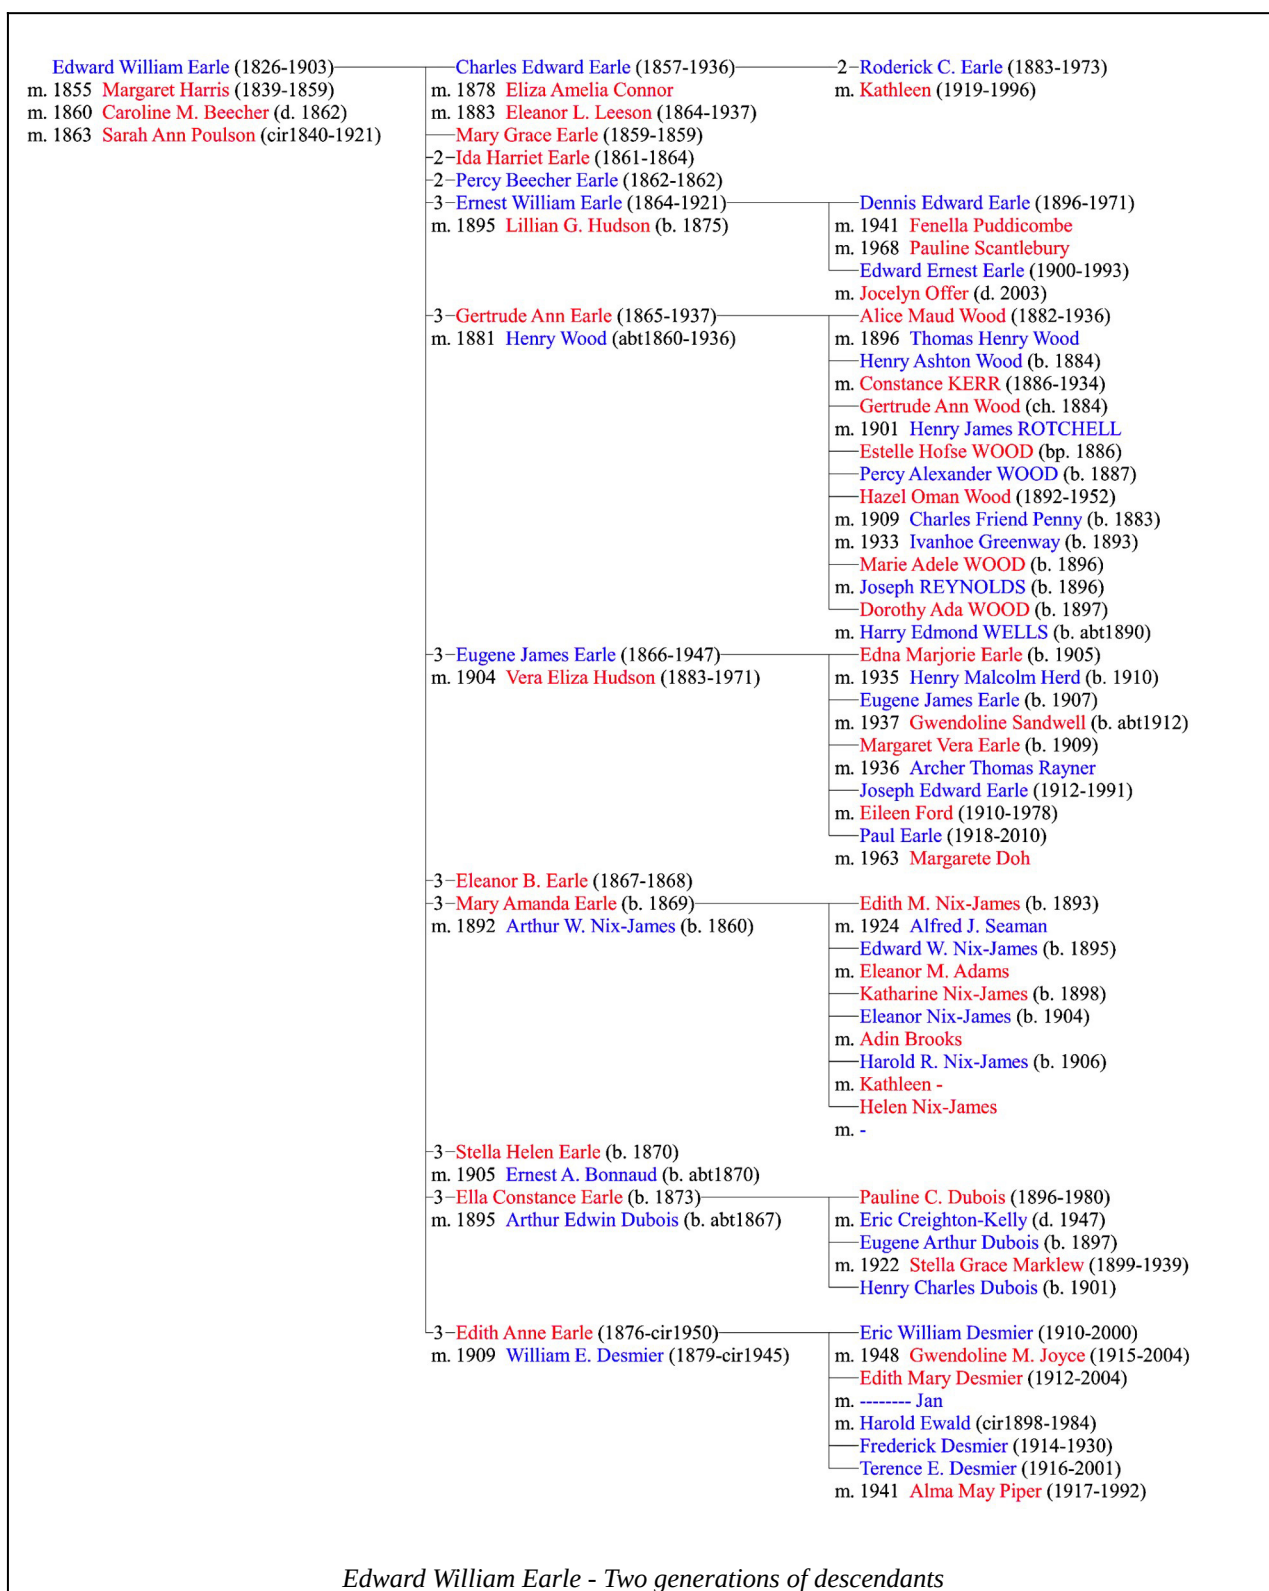 Edward William Earle (1826-1903) Charles Edward Earle (1857-1936) 2 Roderick C. Earle (1883-1973)
m. 1855 Margaret Harris (1839-1859) m. 1878 Eliza Amelia Connor m. Kathleen (1919-1996)
m. 1860 Caroline M. Beecher (d. 1862) m. 1883 Eleanor L. Leeson (1864-1937)
m. 1863 Sarah Ann Poulson (cir1840-1921) Mary Grace Earle (1859-1859)
2 Ida Harriet Earle (1861-1864)
2 Percy Beecher Earle (1862-1862)
3 Ernest William Earle (1864-1921) Dennis Edward Earle (1896-1971)
m. 1895 Lillian G. Hudson (b. 1875) m. 1941 Fenella Puddicombe
m. 1968 Pauline Scantlebury
Edward Ernest Earle (1900-1993)
m. Jocelyn Offer (d. 2003)
3 Gertrude Ann Earle (1865-1937) Alice Maud Wood (1882-1936)
m. 1881 Henry Wood (abt1860-1936) m. 1896 Thomas Henry Wood
Henry Ashton Wood (b. 1884)
m. Constance KERR (1886-1934)
Gertrude Ann Wood (ch. 1884)
m. 1901 Henry James ROTCHELL
Estelle Hofse WOOD (bp. 1886)
Percy Alexander WOOD (b. 1887)
Hazel Oman Wood (1892-1952)
m. 1909 Charles Friend Penny (b. 1883)
m. 1933 Ivanhoe Greenway (b. 1893)
Marie Adele WOOD (b. 1896)
m. Joseph REYNOLDS (b. 1896)
Dorothy Ada WOOD (b. 1897)
m. Harry Edmond WELLS (b. abt1890)
3 Eugene James Earle (1866-1947) Edna Marjorie Earle (b. 1905)
m. 1904 Vera Eliza Hudson (1883-1971) m. 1935 Henry Malcolm Herd (b. 1910)
Eugene James Earle (b. 1907)
m. 1937 Gwendoline Sandwell (b. abt1912)
Margaret Vera Earle (b. 1909)
m. 1936 Archer Thomas Rayner
Joseph Edward Earle (1912-1991)
m. Eileen Ford (1910-1978)
Paul Earle (1918-2010)
m. 1963 Margarete Doh
3 Eleanor B. Earle (1867-1868)
3 Mary Amanda Earle (b. 1869) Edith M. Nix-James (b. 1893)
m. 1892 Arthur W. Nix-James (b. 1860) m. 1924 Alfred J. Seaman
Edward W. Nix-James (b. 1895)
m. Eleanor M. Adams
Katharine Nix-James (b. 1898)
Eleanor Nix-James (b. 1904)
m. Adin Brooks
Harold R. Nix-James (b. 1906)
m. Kathleen -
Helen Nix-James
m. -
3 Stella Helen Earle (b. 1870)
m. 1905 Ernest A. Bonnaud (b. abt1870)
3 Ella Constance Earle (b. 1873) Pauline C. Dubois (1896-1980)
m. 1895 Arthur Edwin Dubois (b. abt1867) m. Eric Creighton-Kelly (d. 1947)
Eugene Arthur Dubois (b. 1897)
m. 1922 Stella Grace Marklew (1899-1939)
Henry Charles Dubois (b. 1901)
3 Edith Anne Earle (1876-cir1950) Eric William Desmier (1910-2000)
m. 1909 William E. Desmier (1879-cir1945) m. 1948 Gwendoline M. Joyce (1915-2004)
Edith Mary Desmier (1912-2004)
m. -------- Jan
m. Harold Ewald (cir1898-1984)
Frederick Desmier (1914-1930)
Terence E. Desmier (1916-2001)
m. 1941 Alma May Piper (1917-1992)
Edward William Earle - Two generations of descendants